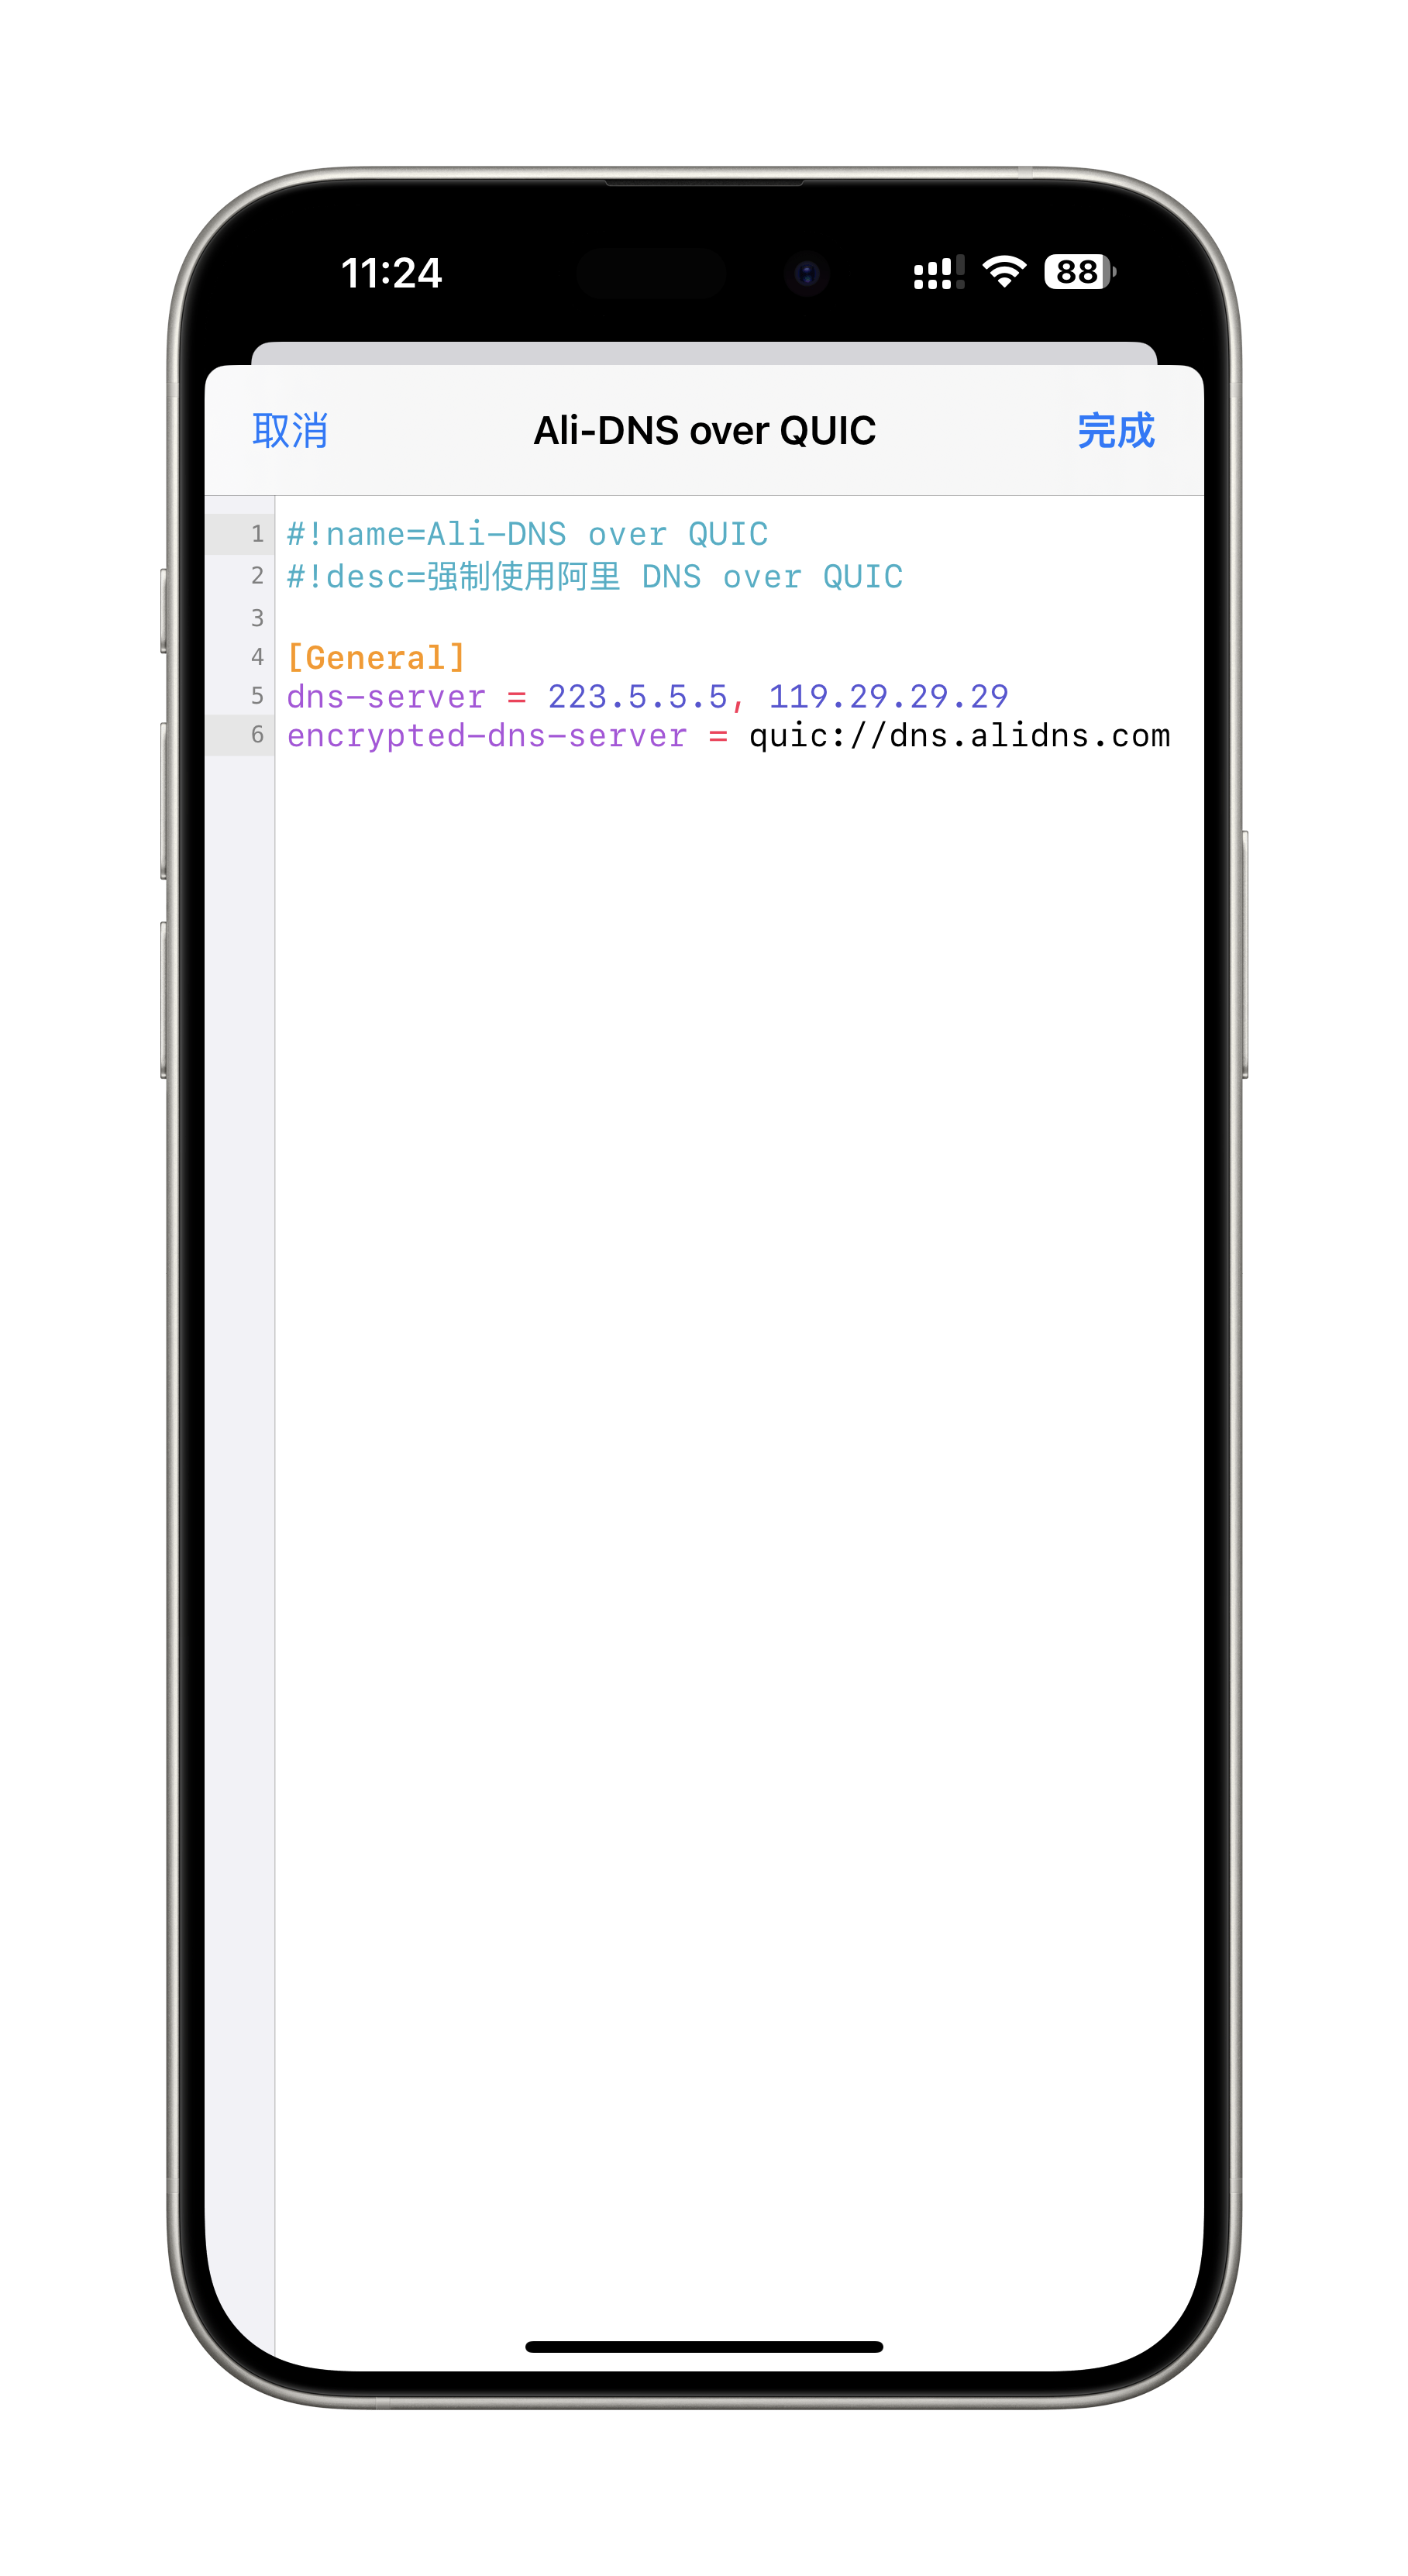 11:24
88
取消
Ali-DNS over QUIC
完成
1 #!name=Ali-DNS over QUIC
2 #!desc=强制使用阿里 DNS over QUIC
3
4 [General]
5 dns-server = 223.5.5.5, 119.29.29.29
6 encrypted-dns-server = quic://dns.alidns.com